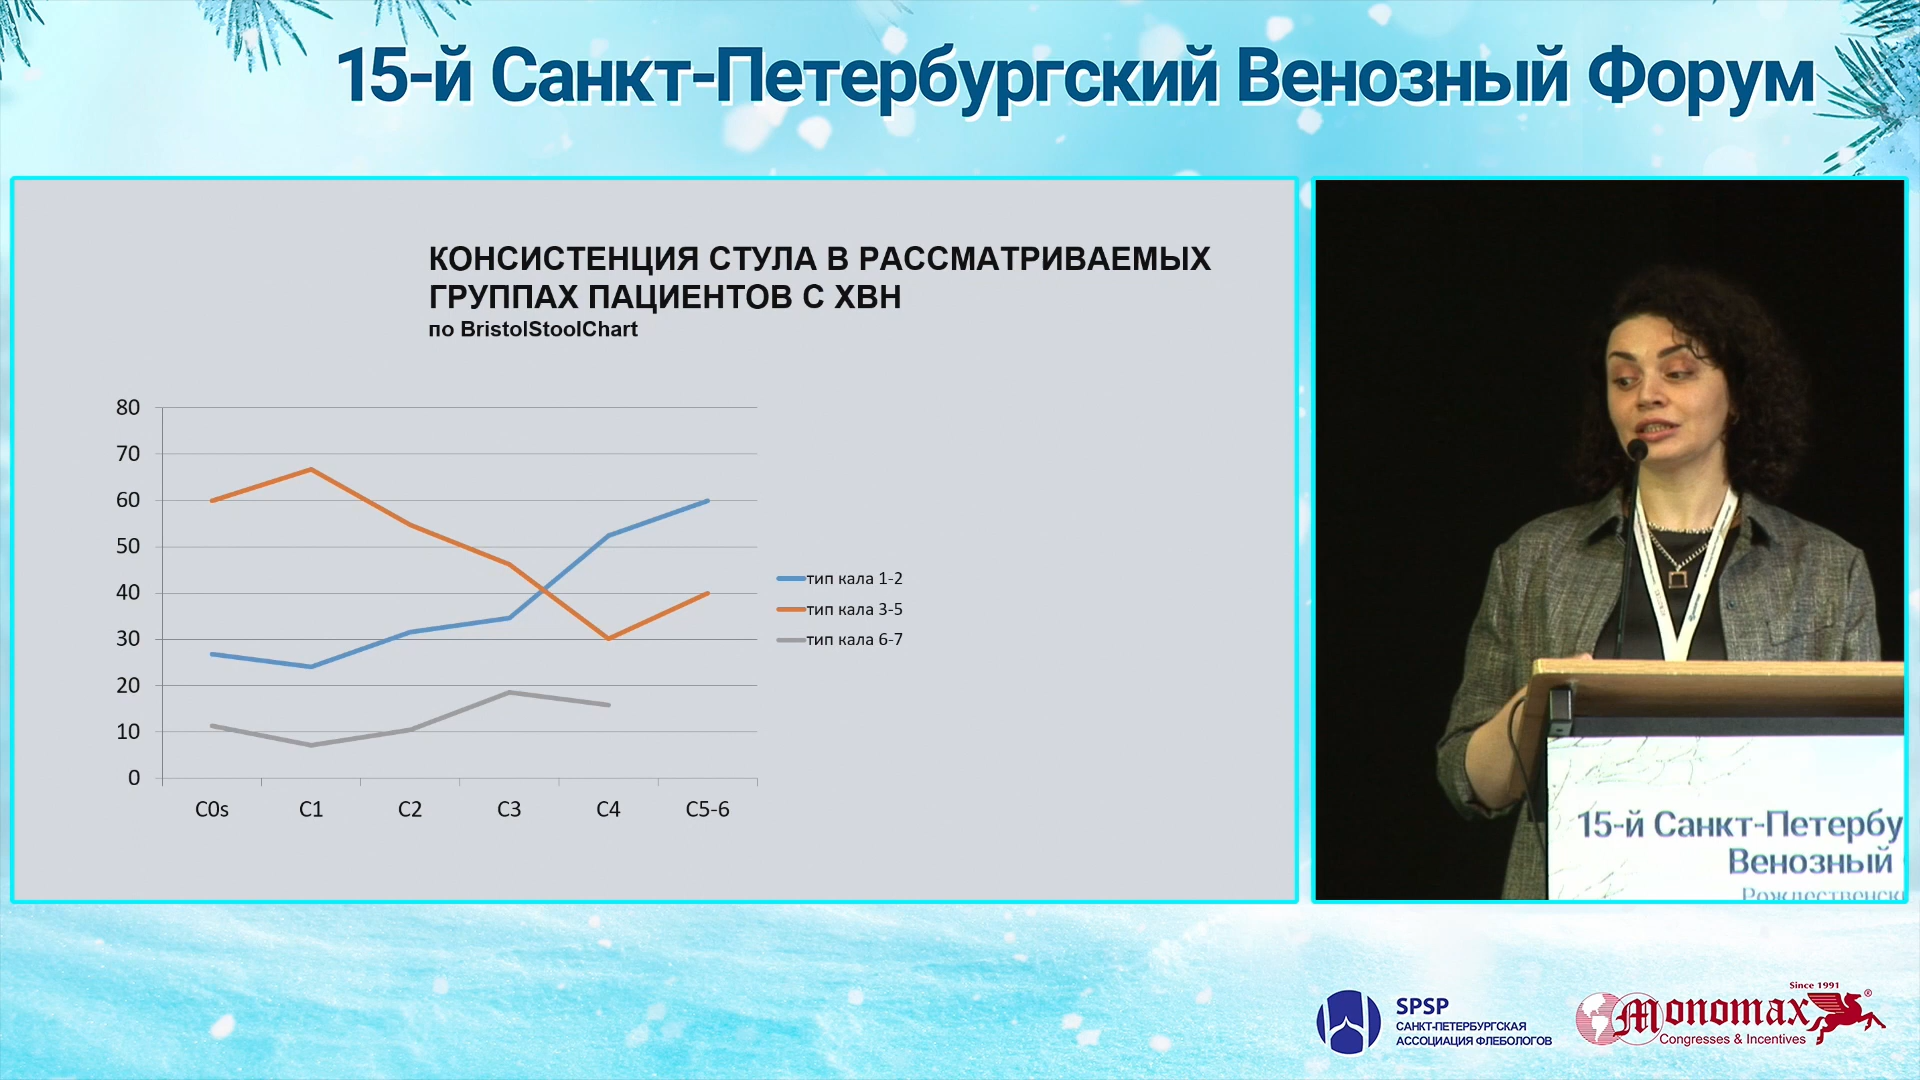 15-й Санкт-Петербургский Венозный Форум
КОНСИСТЕНЦИЯ СТУЛА В РАССМАТРИВАЕМЫХ
ГРУППАХ ПАЦИЕНТОВ С ХВН
по BristolStoolChart
80
70
60
50
40
30
20
10
0
C0s C1 C2 C3 C4 C5-6
тип кала 1-2
тип кала 3-5
тип кала 6-7
15-й Санкт-Петербу
Венозный
Рождественск
SPSP
САНКТ-ПЕТЕРБУРГСКАЯ
АССОЦИАЦИЯ ФЛЕБОЛОГОВ
Since 1991
Monomax ®
Congresses & Incentives